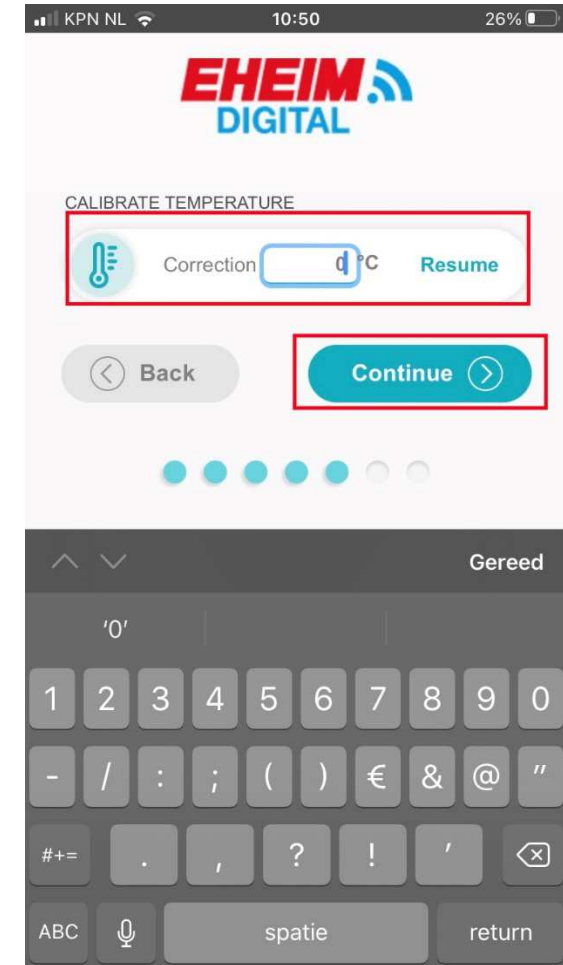 KPN NL 10:50 26%
EHEIM
DIGITAL
CALIBRATE TEMPERATURE
Correction 0 °C Resume
Back Continue
Gereed
'0'
1 2 3 4 5 6 7 8 9 0
- / : ; ( ) € & @ "
#+= . , ? ! '
ABC spatie return